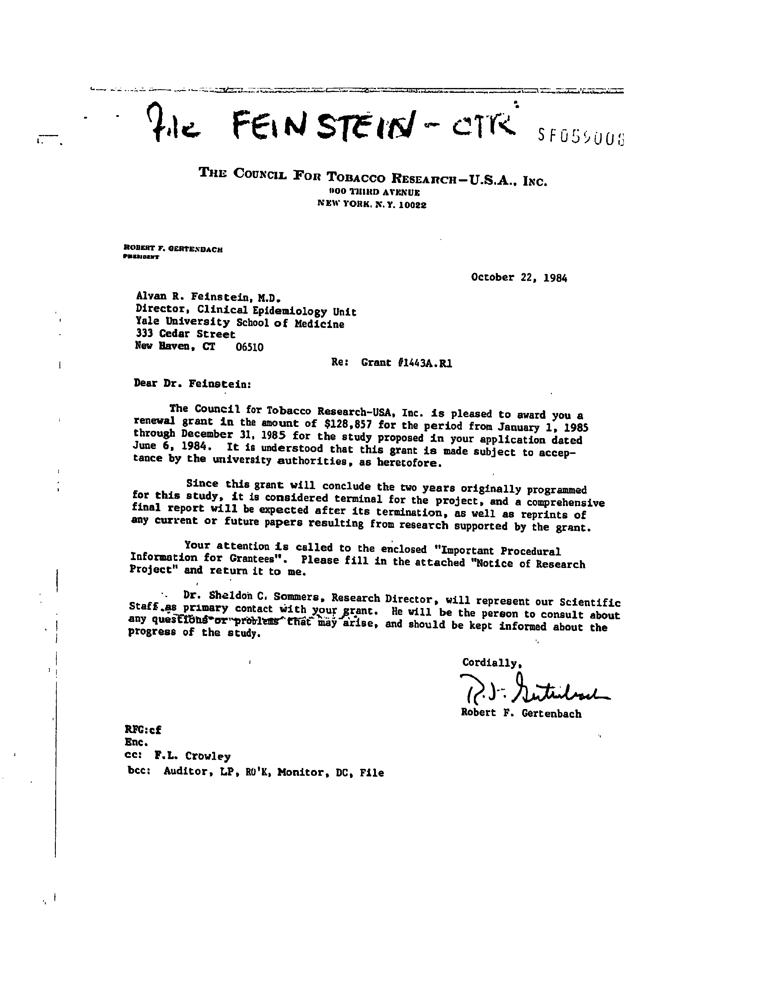 File FEINSTEIN - CTR SF059008
THE COUNCIL FOR TOBACCO RESEARCH—U.S.A., INC.
900 THIRD AVENUE
NEW YORK, N.Y. 10022
ROBERT F. GERTENBACH
PRESIDENT
October 22, 1984
Alvan R. Feinstein, M.D.
Director, Clinical Epidemiology Unit
Yale University School of Medicine
333 Cedar Street
New Haven, CT 06510
Re: Grant #1443A.R1
Dear Dr. Feinstein:
The Council for Tobacco Research-USA, Inc. is pleased to award you a
renewal grant in the amount of $128,857 for the period from January 1, 1985
through December 31, 1985 for the study proposed in your application dated
June 6, 1984. It is understood that this grant is made subject to accep-
tance by the university authorities, as heretofore.
Since this grant will conclude the two years originally programmed
for this study, it is considered terminal for the project, and a comprehensive
final report will be expected after its termination, as well as reprints of
any current or future papers resulting from research supported by the grant.
Your attention is called to the enclosed "Important Procedural
Information for Grantees". Please fill in the attached "Notice of Research
Project" and return it to me.
Dr. Sheldon C. Sommers, Research Director, will represent our Scientific
Staff as primary contact with your grant. He will be the person to consult about
any questions or problems that may arise, and should be kept informed about the
progress of the study.
Cordially,
R.F. Gertenbach
Robert F. Gertenbach
RFG:cf
Enc.
cc: F.L. Crowley
bcc: Auditor, LP, RO'K, Monitor, DC, File